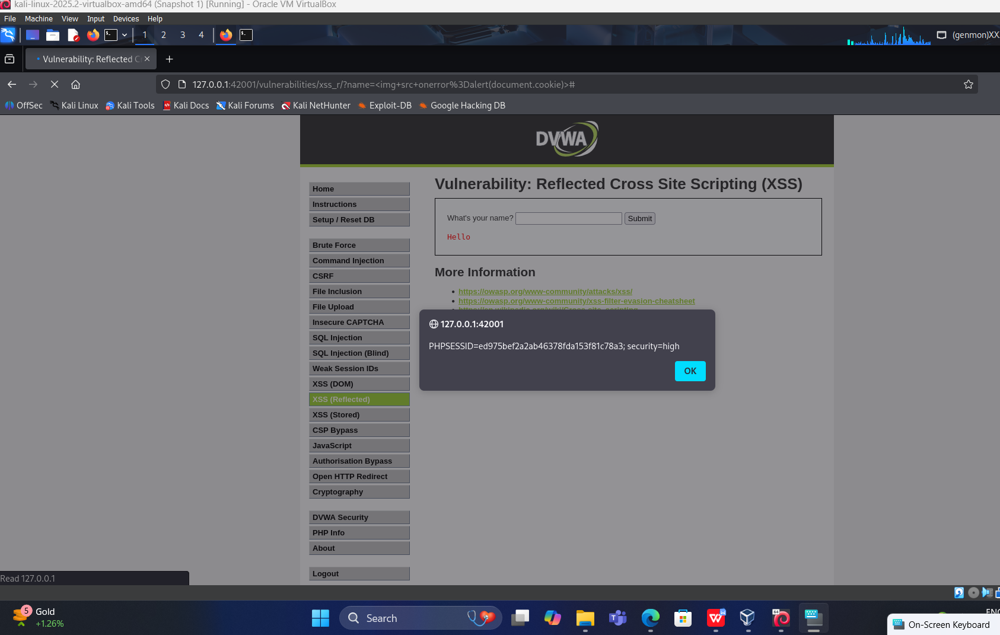 kali-linux-2025.2-virtualbox-amd64 (Snapshot 1) [Running] - Oracle VM VirtualBox
File Machine View Input Devices Help
1 2 3 4
(genmon)XX
Vulnerability: Reflected C
127.0.0.1:42001/vulnerabilities/xss_r/?name=<img+src+onerror%3Dalert(document.cookie)>#
OffSec Kali Linux Kali Tools Kali Docs Kali Forums Kali NetHunter Exploit-DB Google Hacking DB
DVWA
Home
Instructions
Setup / Reset DB
Brute Force
Command Injection
CSRF
File Inclusion
File Upload
Insecure CAPTCHA
SQL Injection
SQL Injection (Blind)
Weak Session IDs
XSS (DOM)
XSS (Reflected)
XSS (Stored)
CSP Bypass
JavaScript
Authorisation Bypass
Open HTTP Redirect
Cryptography
DVWA Security
PHP Info
About
Logout
Vulnerability: Reflected Cross Site Scripting (XSS)
What's your name? Submit
Hello
More Information
https://owasp.org/www-community/attacks/xss/
https://owasp.org/www-community/xss-filter-evasion-cheatsheet
https://en.wikipedia.org/wiki/Cross-site_scripting
127.0.0.1:42001
PHPSESSID=ed975bef2a2ab46378fda153f81c78a3; security=high
OK
Read 127.0.0.1
5
Gold
+1.26%
Search
64
ENG
On-Screen Keyboard